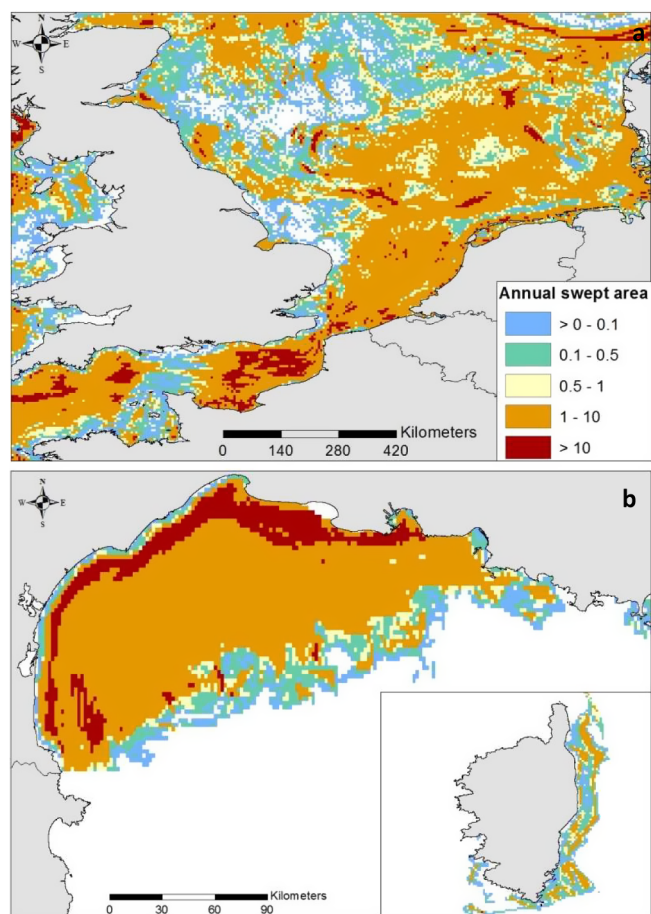 a
N
W E
S
Annual swept area
> 0 - 0.1
0.1 - 0.5
0.5 - 1
1 - 10
> 10
Kilometers
0 140 280 420
b
N
W E
S
Kilometers
0 30 60 90